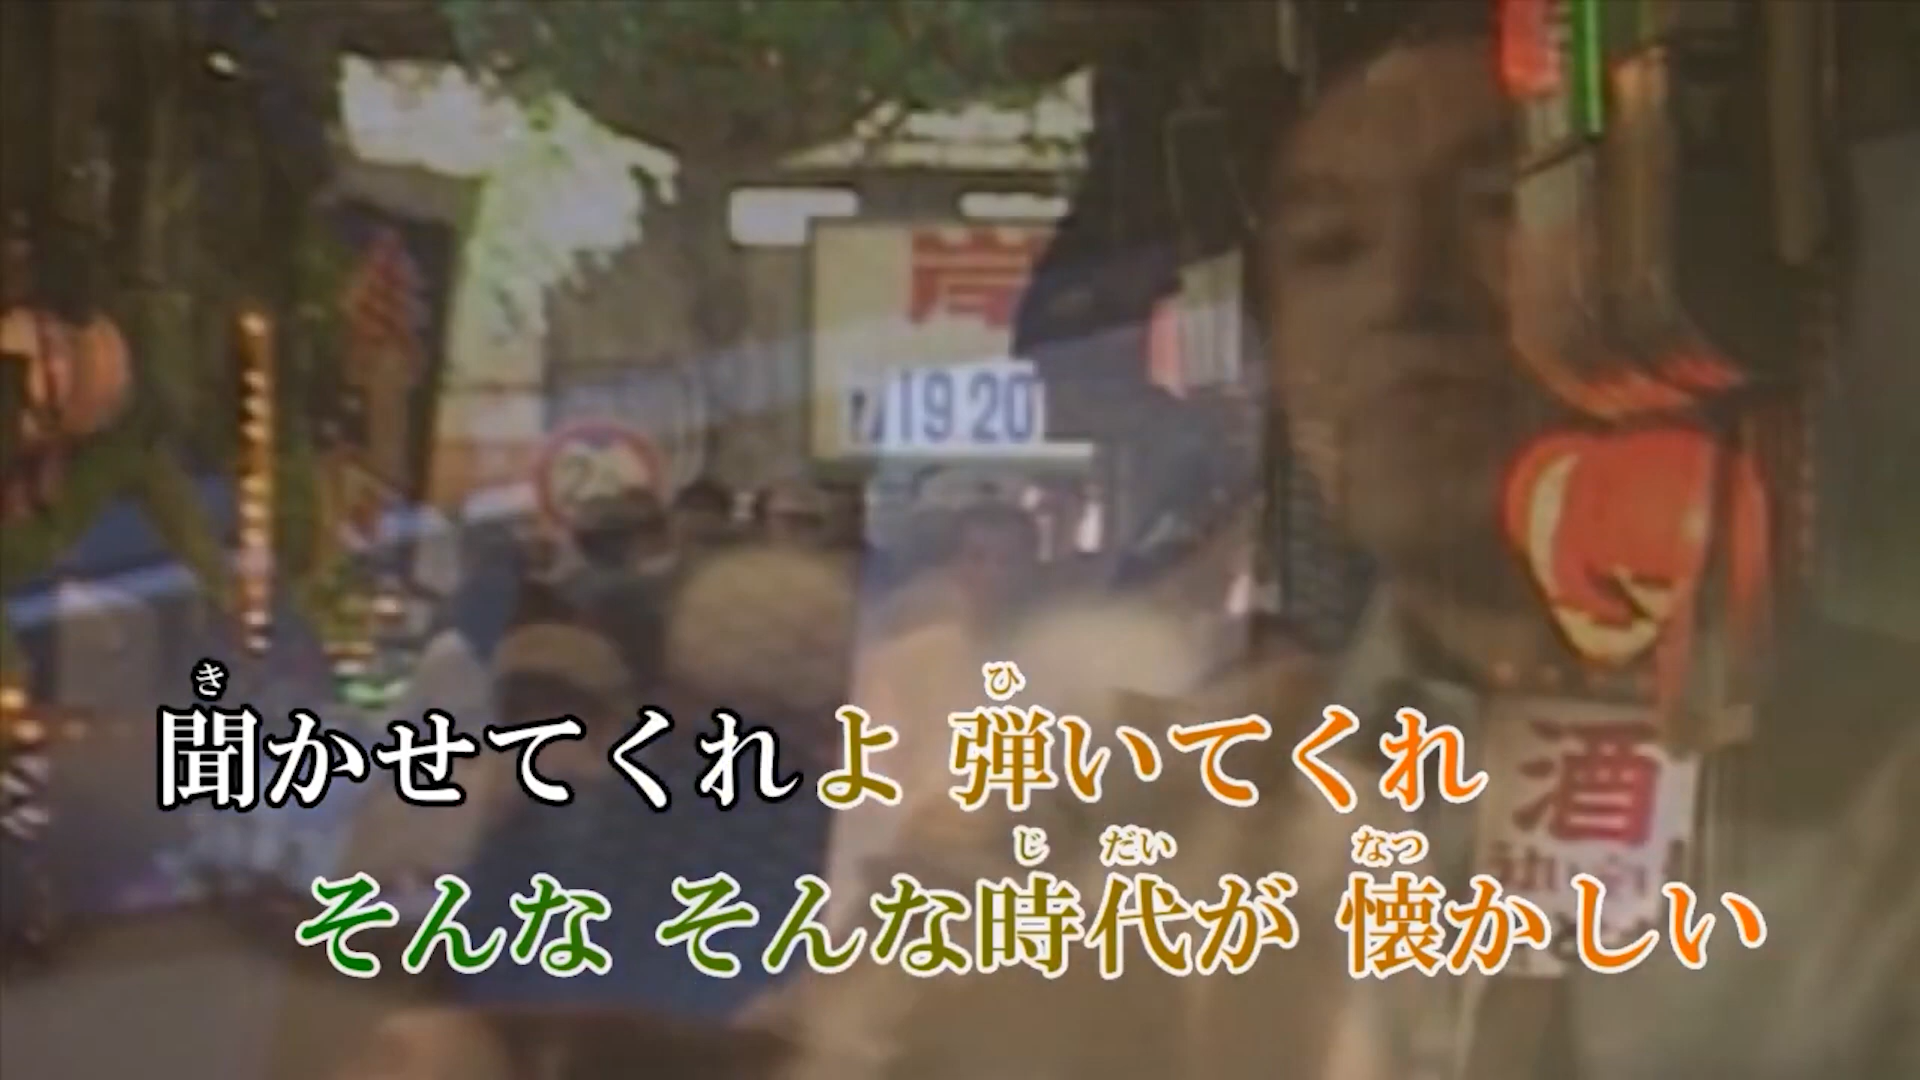 岸
19 20
き ひ
聞かせてくれよ 弾いてくれ
じ だい なつ
そんな そんな時代が 懐かしい
酒